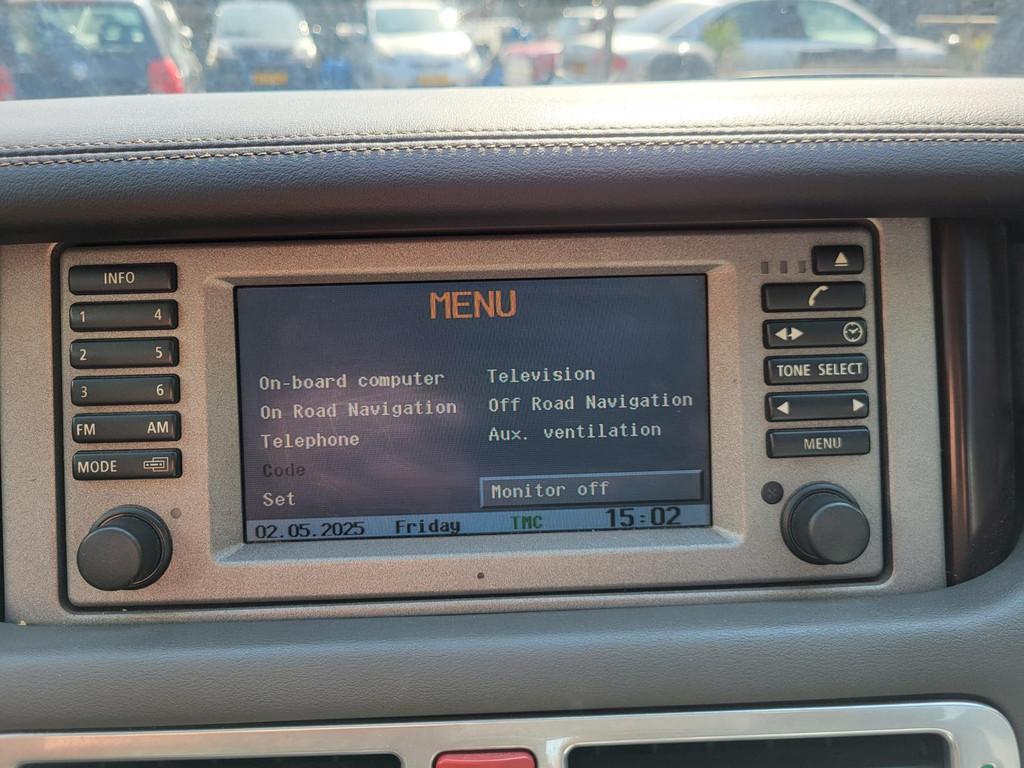 INFO
1 4
2 5
3 6
FM AM
MODE
MENU
On-board computer
On Road Navigation
Telephone
Code
Set
Television
Off Road Navigation
Aux. ventilation
Monitor off
02.05.2025 Friday TMC 15:02
TONE SELECT
MENU